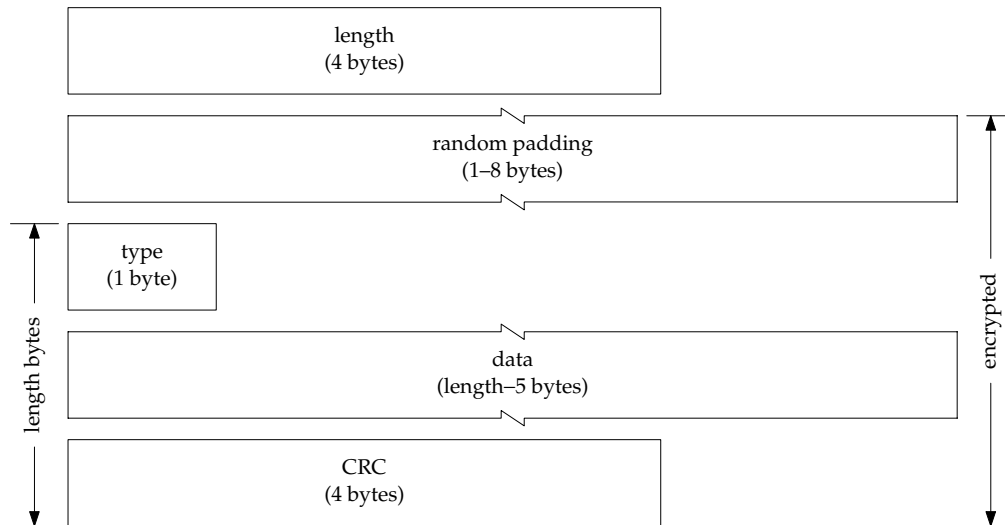 length
(4 bytes)
random padding
(1–8 bytes)
type
(1 byte)
length bytes
encrypted
data
(length–5 bytes)
CRC
(4 bytes)